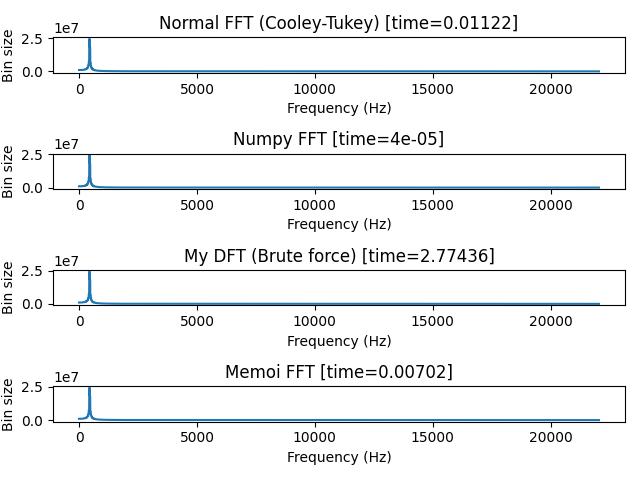 Normal FFT (Cooley-Tukey) [time=0.01122]
1e7
2.5
0.0
Bin size
0 5000 10000 15000 20000
Frequency (Hz)
Numpy FFT [time=4e-05]
1e7
2.5
0.0
Bin size
0 5000 10000 15000 20000
Frequency (Hz)
My DFT (Brute force) [time=2.77436]
1e7
2.5
0.0
Bin size
0 5000 10000 15000 20000
Frequency (Hz)
Memoi FFT [time=0.00702]
1e7
2.5
0.0
Bin size
0 5000 10000 15000 20000
Frequency (Hz)